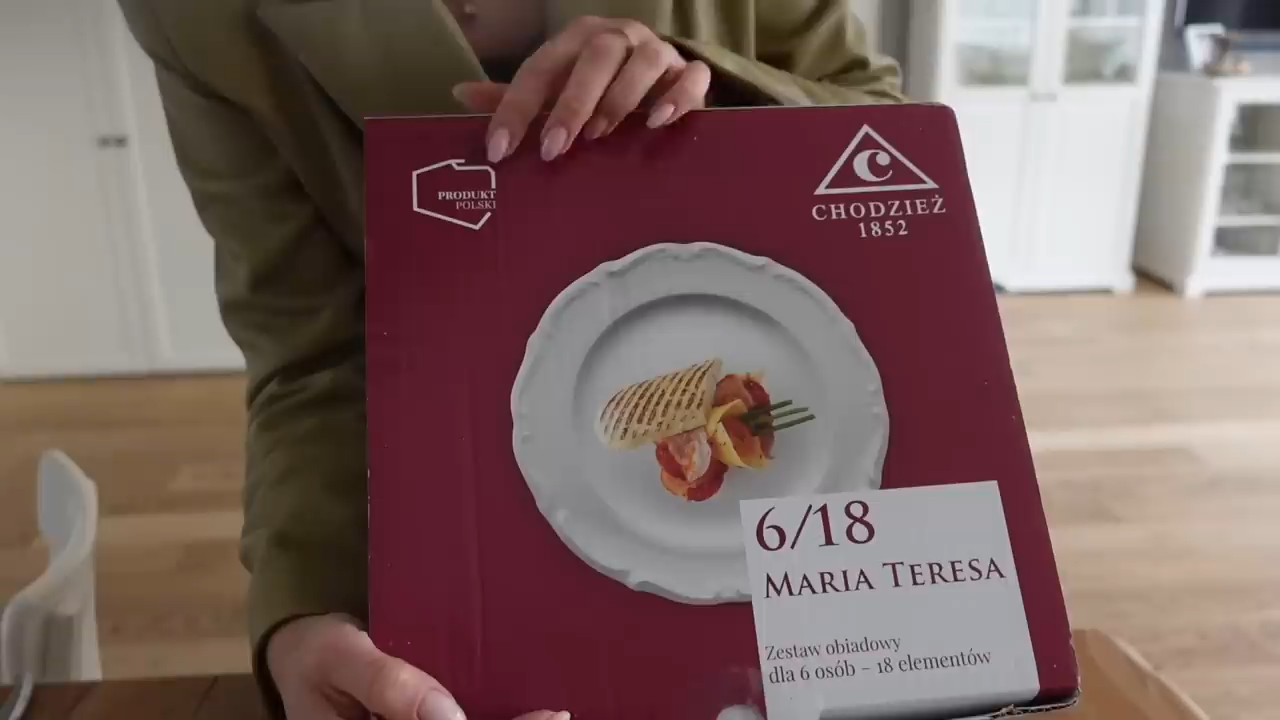 PRODUKT
POLSKI
C
CHODZIEŻ
1852
6/18
MARIA TERESA
Zestaw obiadowy
dla 6 osób – 18 elementów